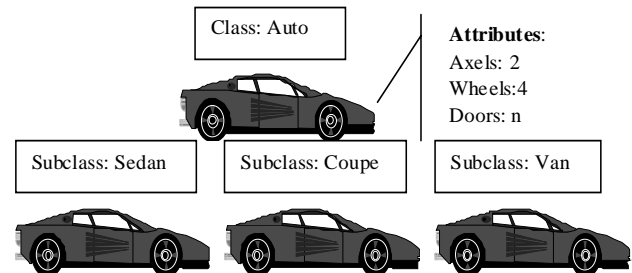 Class: Auto
Attributes:
Axels: 2
Wheels:4
Doors: n
Subclass: Sedan
Subclass: Coupe
Subclass: Van